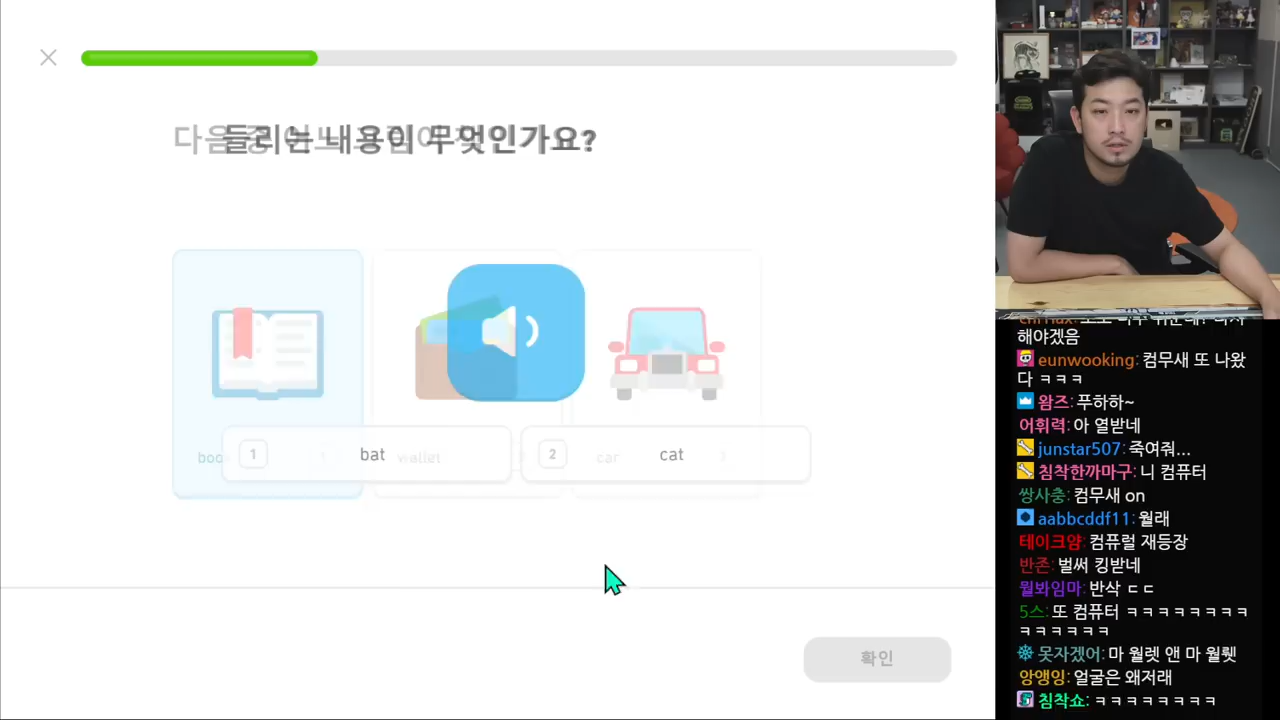 들리는 내용이 무엇인가요?
1 bat
2 cat
wallet
car
확인
해야겠음
eunwooking: 컴무새 또 나왔
다 ㅋㅋㅋ
왐즈: 푸하하~
어휘력: 아 열받네
junstar507: 죽여줘...
침착한까마구: 니 컴퓨터
쌍사충: 컴무새 on
aabbcddf11: 월래
테이크얌: 컴퓨럴 재등장
반존: 벌써 킹받네
뭘봐임마: 반삭 ㄷㄷ
5스: 또 컴퓨터 ㅋㅋㅋㅋㅋㅋㅋㅋ
ㅋㅋㅋㅋㅋㅋ
못자겠어: 마 월렛 앤 마 월뤳
앙앵잉: 얼굴은 왜저래
침착쇼: ㅋㅋㅋㅋㅋㅋㅋㅋ